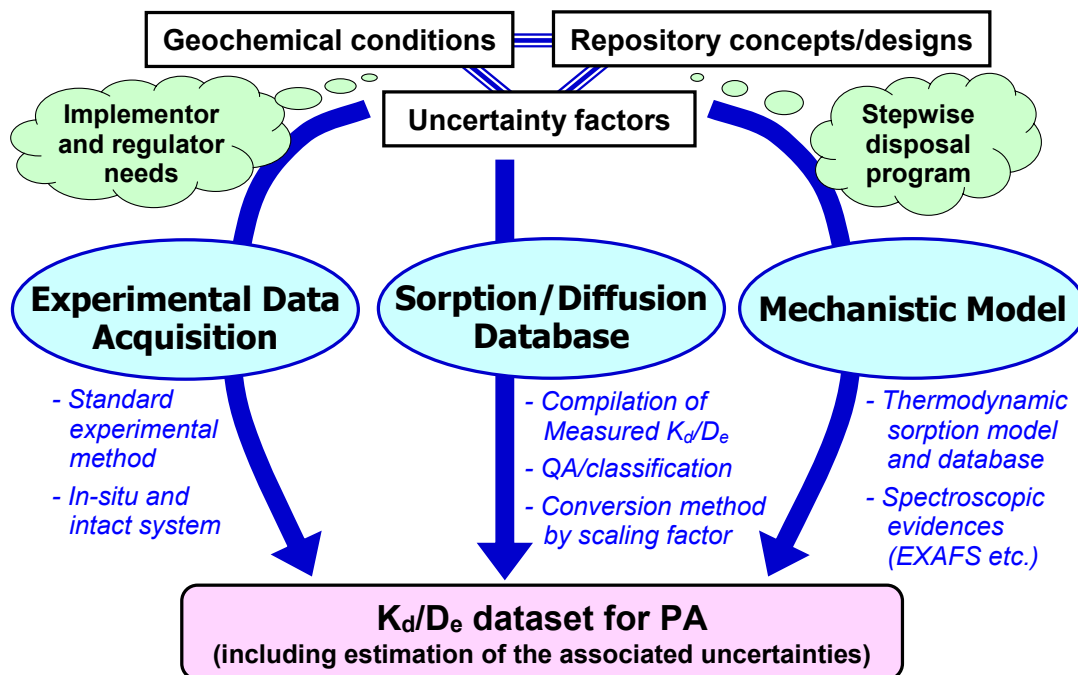 Geochemical conditions
Repository concepts/designs
Implementor
and regulator
needs
Uncertainty factors
Stepwise
disposal
program
Experimental Data
Acquisition
Sorption/Diffusion
Database
Mechanistic Model
- Standard
experimental
method
- In-situ and
intact system
- Compilation of
Measured Kd/De
- QA/classification
- Conversion method
by scaling factor
- Thermodynamic
sorption model
and database
- Spectroscopic
evidences
(EXAFS etc.)
Kd/De dataset for PA
(including estimation of the associated uncertainties)